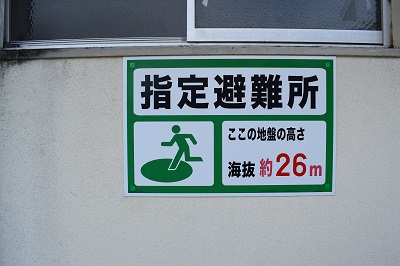 指定避難所
ここの地盤の高さ
海抜 約26m